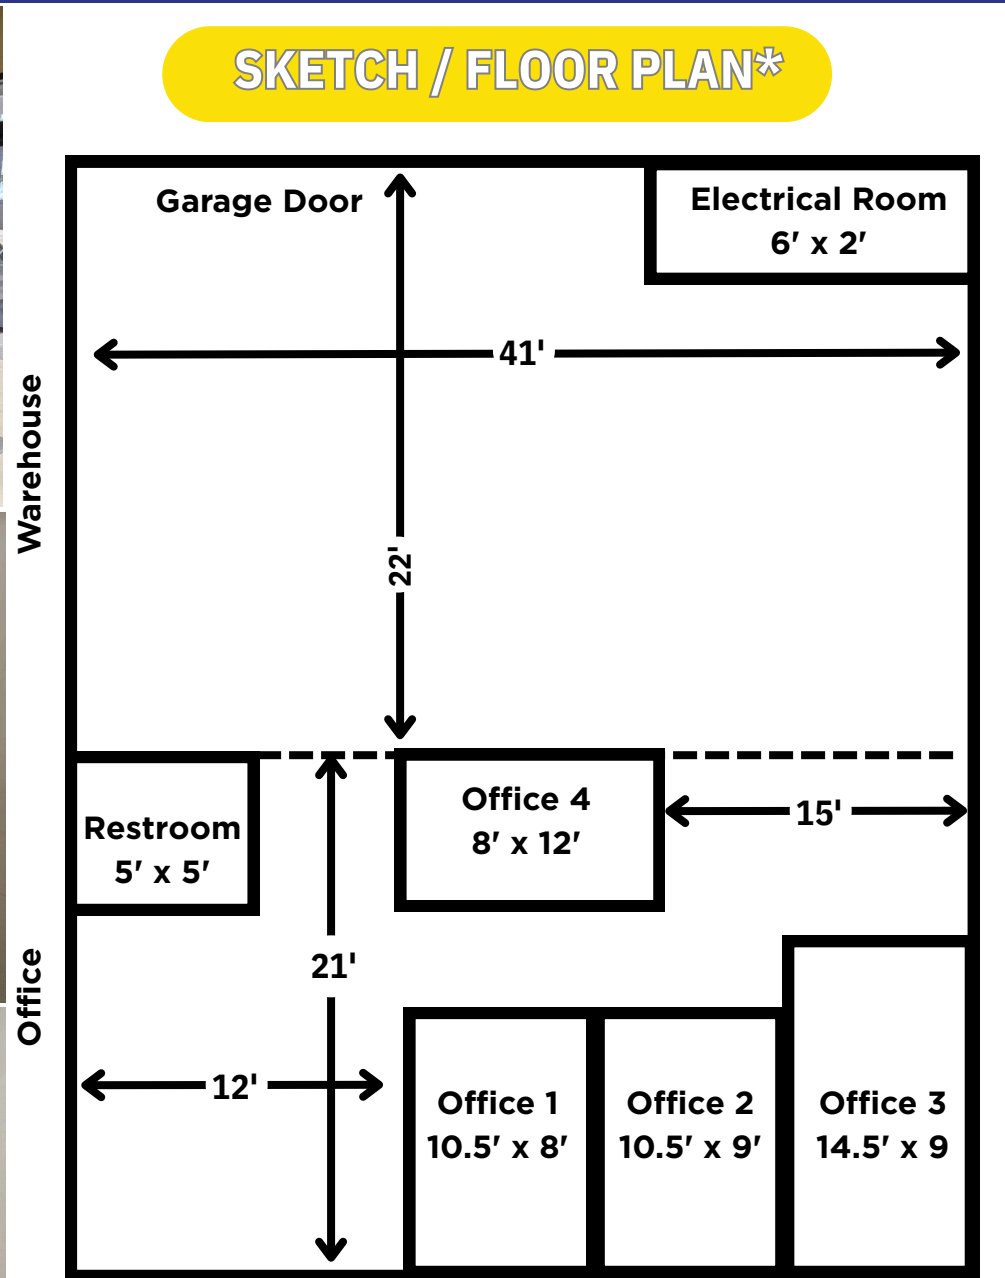 SKETCH / FLOOR PLAN*
Garage Door
Electrical Room
6' x 2'
41'
Warehouse
22'
Restroom
5' x 5'
Office 4
8' x 12'
15'
Office
21'
12'
Office 1
10.5' x 8'
Office 2
10.5' x 9'
Office 3
14.5' x 9